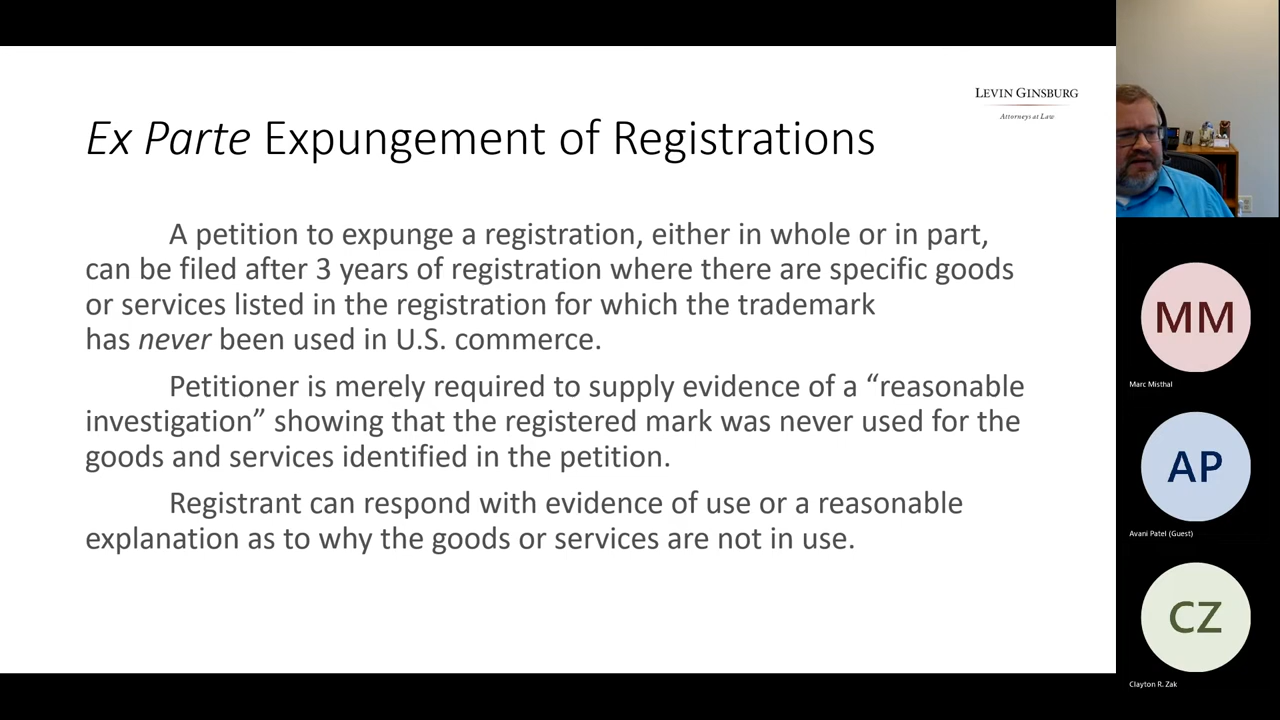 LEVIN GINSBURG
Attorneys at Law
Ex Parte Expungement of Registrations
A petition to expunge a registration, either in whole or in part,
can be filed after 3 years of registration where there are specific goods
or services listed in the registration for which the trademark
has never been used in U.S. commerce.
Petitioner is merely required to supply evidence of a “reasonable
investigation” showing that the registered mark was never used for the
goods and services identified in the petition.
Registrant can respond with evidence of use or a reasonable
explanation as to why the goods or services are not in use.
MM
Marc Misthal
AP
Avani Patel (Guest)
CZ
Clayton R. Zak